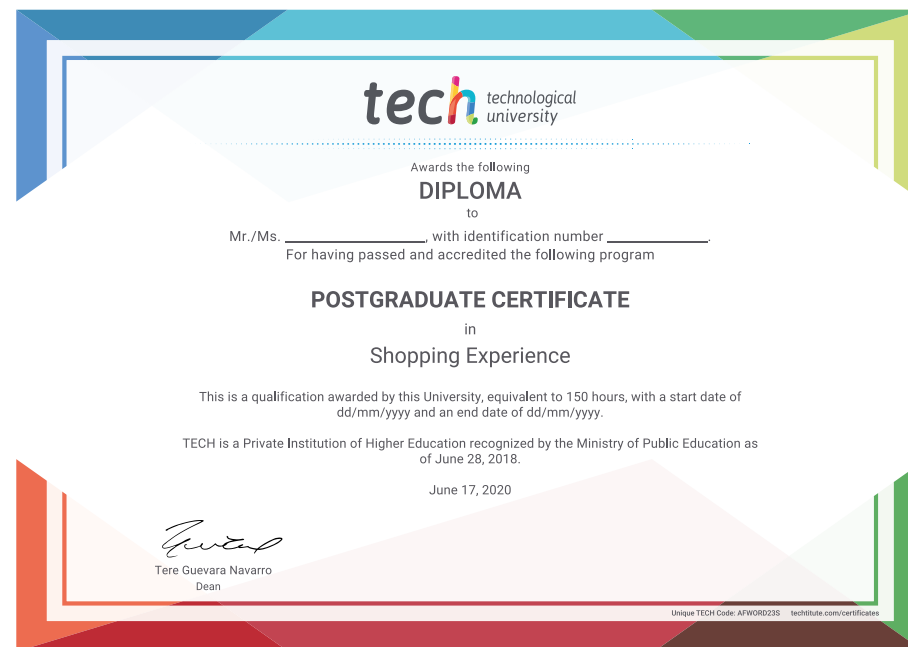 tech technological
university
Awards the following
DIPLOMA
to
Mr./Ms. ____________, with identification number ____________.
For having passed and accredited the following program
POSTGRADUATE CERTIFICATE
in
Shopping Experience
This is a qualification awarded by this University, equivalent to 150 hours, with a start date of
dd/mm/yyyy and an end date of dd/mm/yyyy.
TECH is a Private Institution of Higher Education recognized by the Ministry of Public Education as
of June 28, 2018.
June 17, 2020
Tere Guevara Navarro
Dean
Unique TECH Code: AFWORD23S techtitute.com/certificates